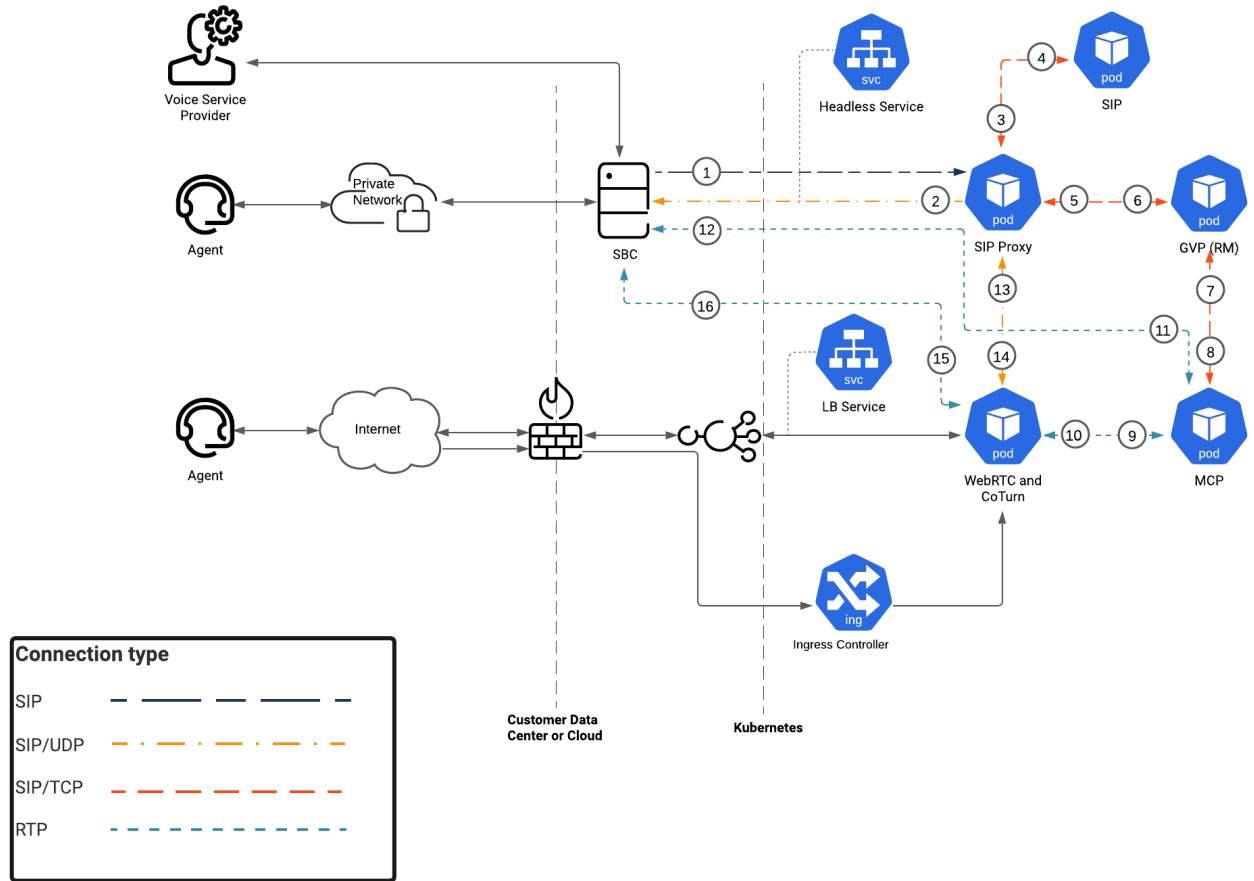 Voice Service
Provider
svc
Headless Service
4
pod
SIP
3
Private
Network
Agent
1
2
12
SBC
pod
SIP Proxy
5
6
pod
GVP (RM)
13
7
16
11
14
15
8
svc
LB Service
Internet
Agent
pod
WebRTC and
CoTurn
10
9
pod
MCP
ing
Ingress Controller
Customer Data
Center or Cloud
Kubernetes
Connection type
SIP
SIP/UDP
SIP/TCP
RTP